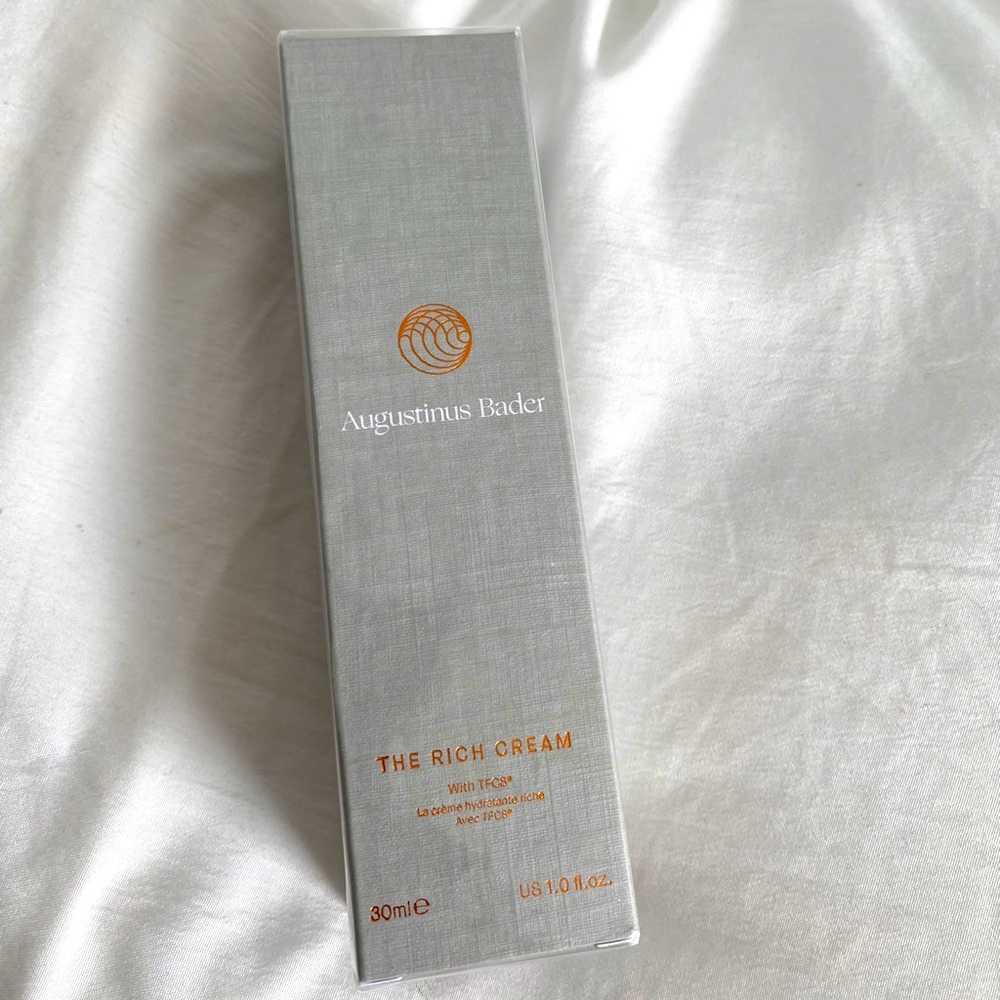 Augustinus Bader
THE RICH CREAM
With TFC8®
La crème hydratante riche
Avec TFC8®
30ml℮
US 1.0 fl.oz.